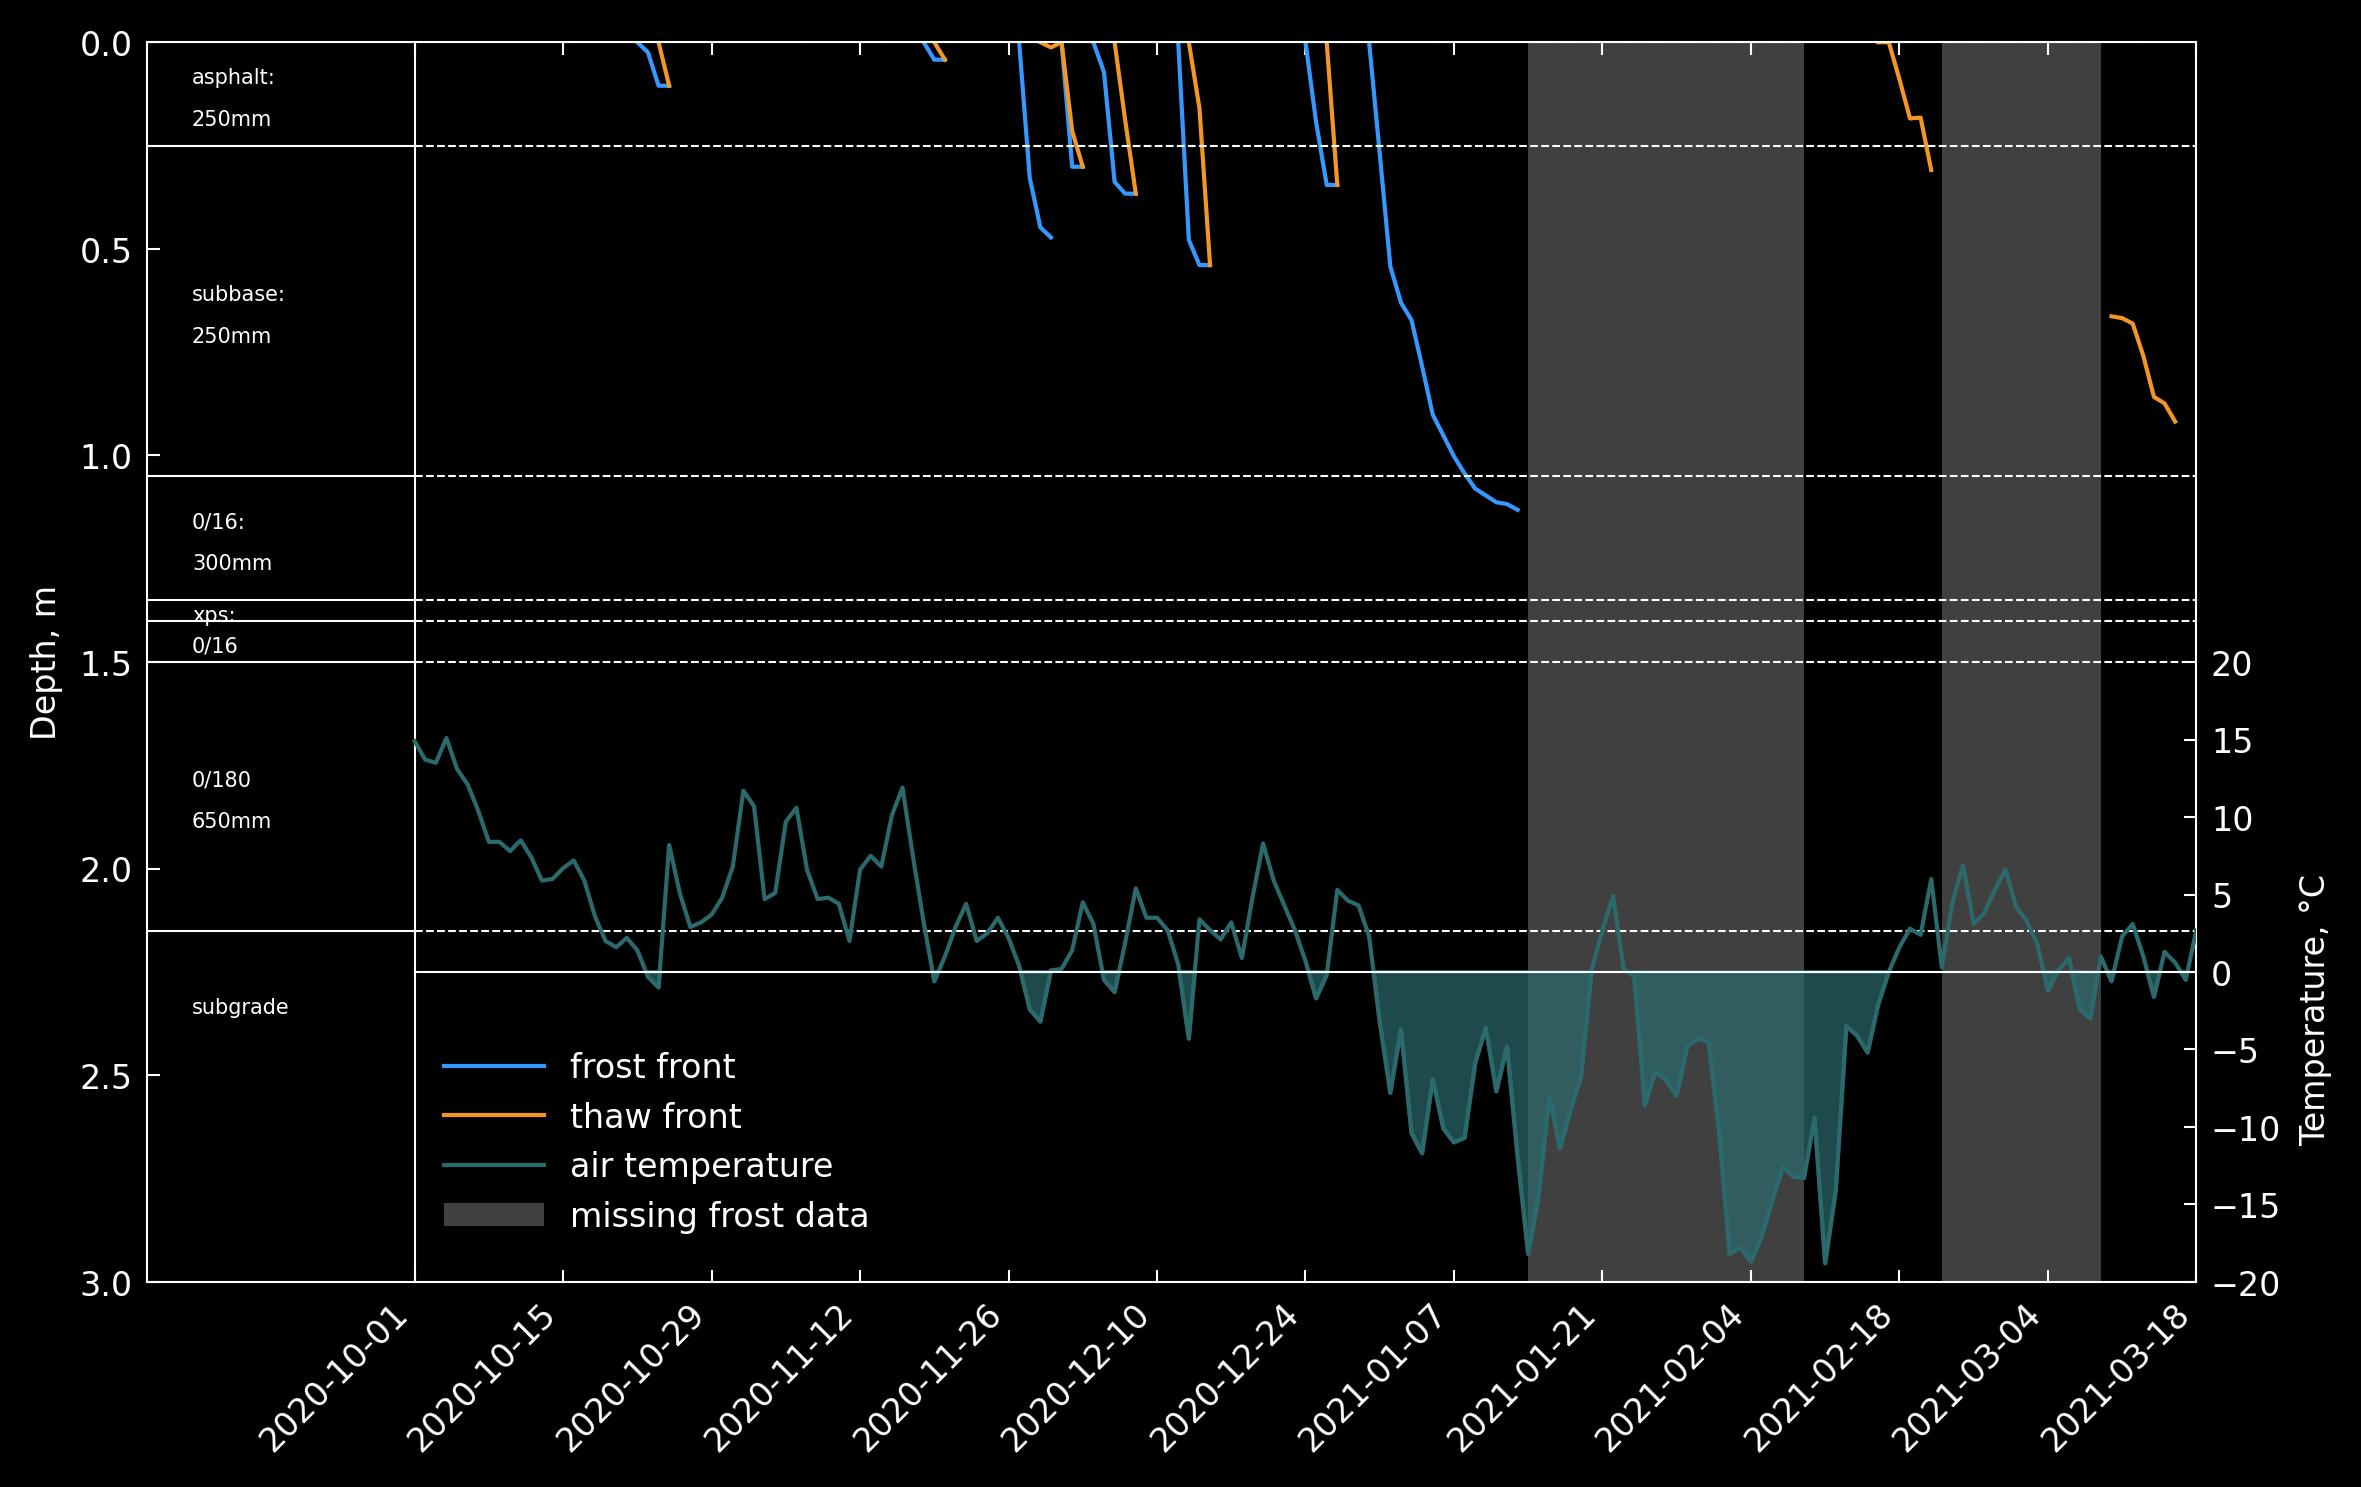 0.0
0.5
1.0
1.5
2.0
2.5
3.0
Depth, m
asphalt:
250mm
subbase:
250mm
0/16:
300mm
xps:
0/16
0/180
650mm
subgrade
frost front
thaw front
air temperature
missing frost data
20
15
10
5
0
−5
−10
−15
−20
Temperature, °C
2020-10-01
2020-10-15
2020-10-29
2020-11-12
2020-11-26
2020-12-10
2020-12-24
2021-01-07
2021-01-21
2021-02-04
2021-02-18
2021-03-04
2021-03-18